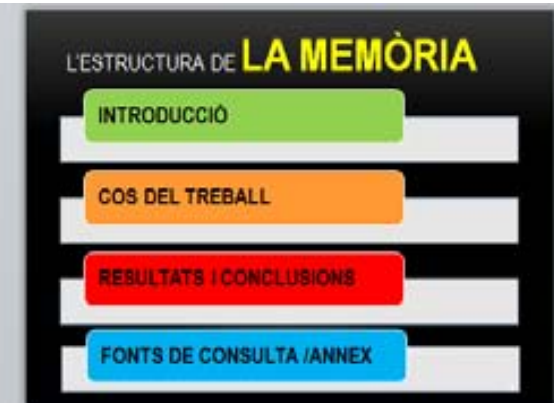 L'ESTRUCTURA DE LA MEMÒRIA
INTRODUCCIÓ
COS DEL TREBALL
RESULTATS I CONCLUSIONS
FONTS DE CONSULTA /ANNEX